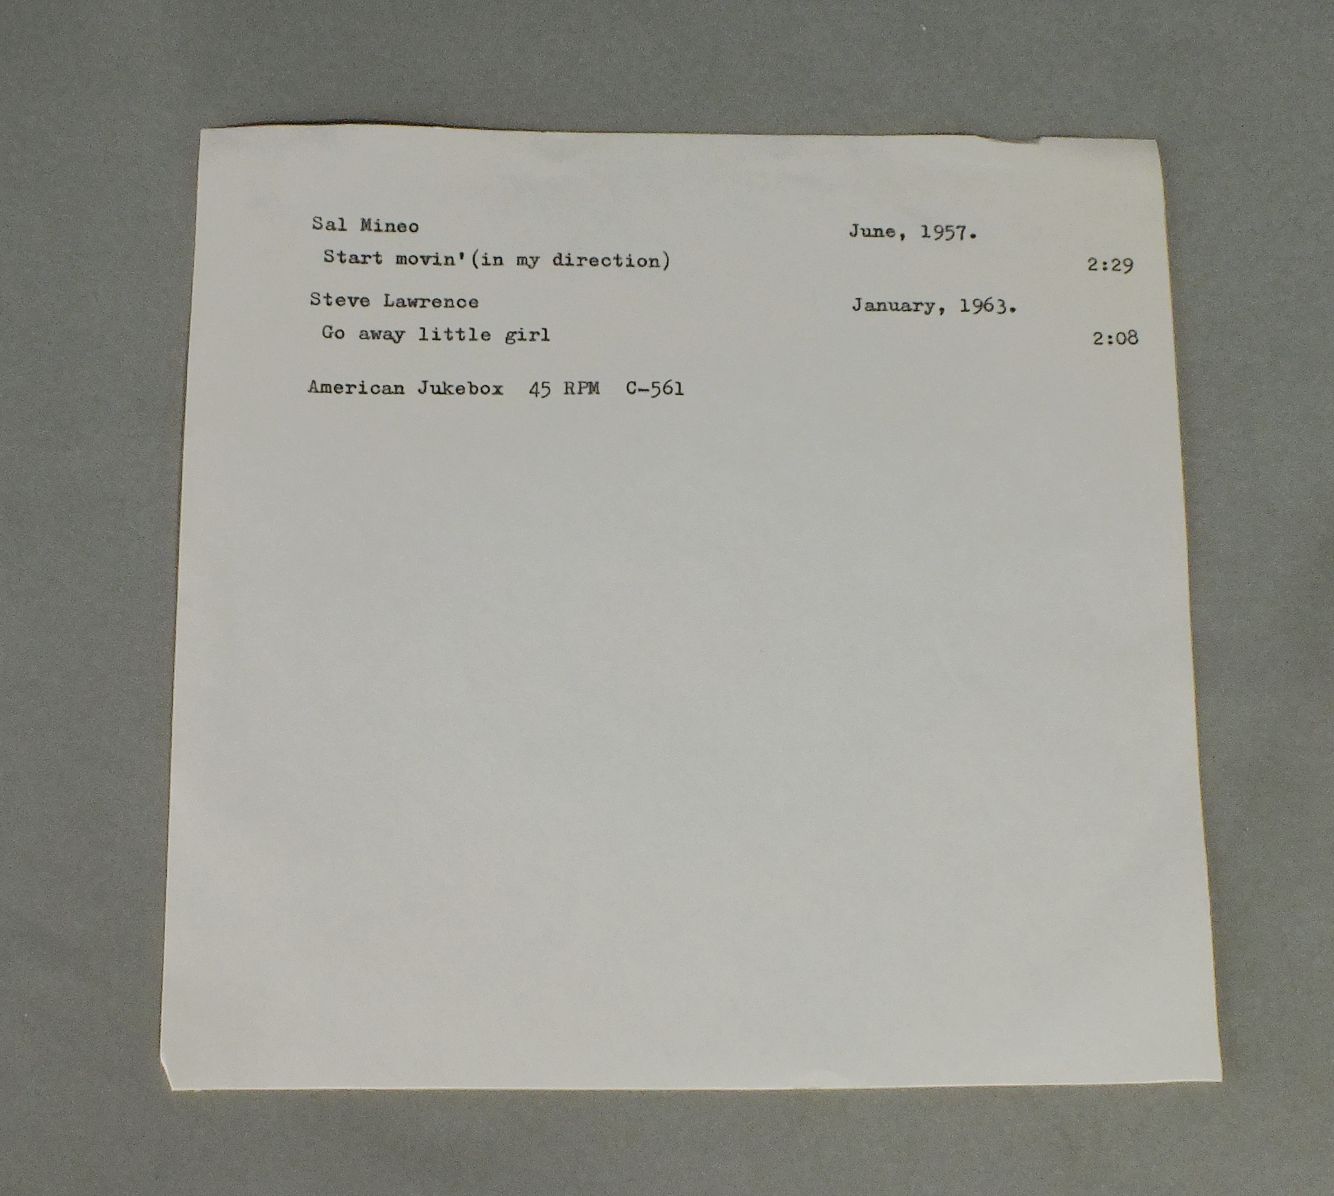 Sal Mineo June, 1957.
Start movin'(in my direction) 2:29
Steve Lawrence January, 1963.
Go away little girl 2:08
American Jukebox 45 RPM C-561